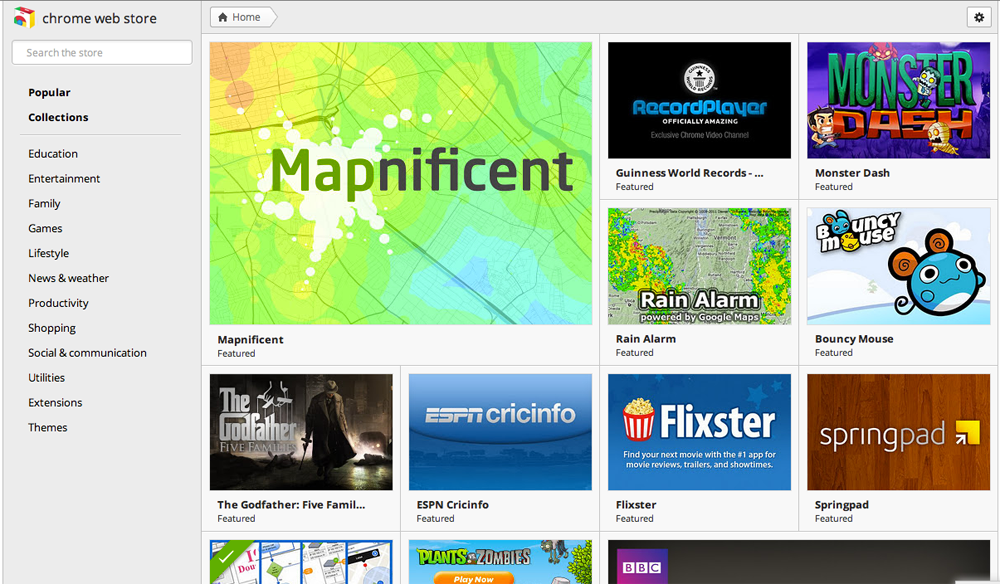 chrome web store
Home
Search the store
Popular
Collections
Education
Entertainment
Family
Games
Lifestyle
News & weather
Productivity
Shopping
Social & communication
Utilities
Extensions
Themes
Mapnificent
Mapnificent
Featured
GUINNESS
WORLD RECORDS
RecordPlayer
OFFICIALLY AMAZING
Exclusive Chrome Video Channel
Guinness World Records - ...
Featured
MONSTER
DASH
Monster Dash
Featured
Rain Alarm
powered by Google Maps
Rain Alarm
Featured
Bouncy
mouse
Bouncy Mouse
Featured
The
Godfather
FIVE FAMILIES
The Godfather: Five Famil...
Featured
ESPN cricinfo
ESPN Cricinfo
Featured
Flixster
Find your next movie with the #1 app for
movie reviews, trailers, and showtimes.
Flixster
Featured
springpad
Springpad
Featured
PLANTS vs ZOMBIES
Play Now
BBC